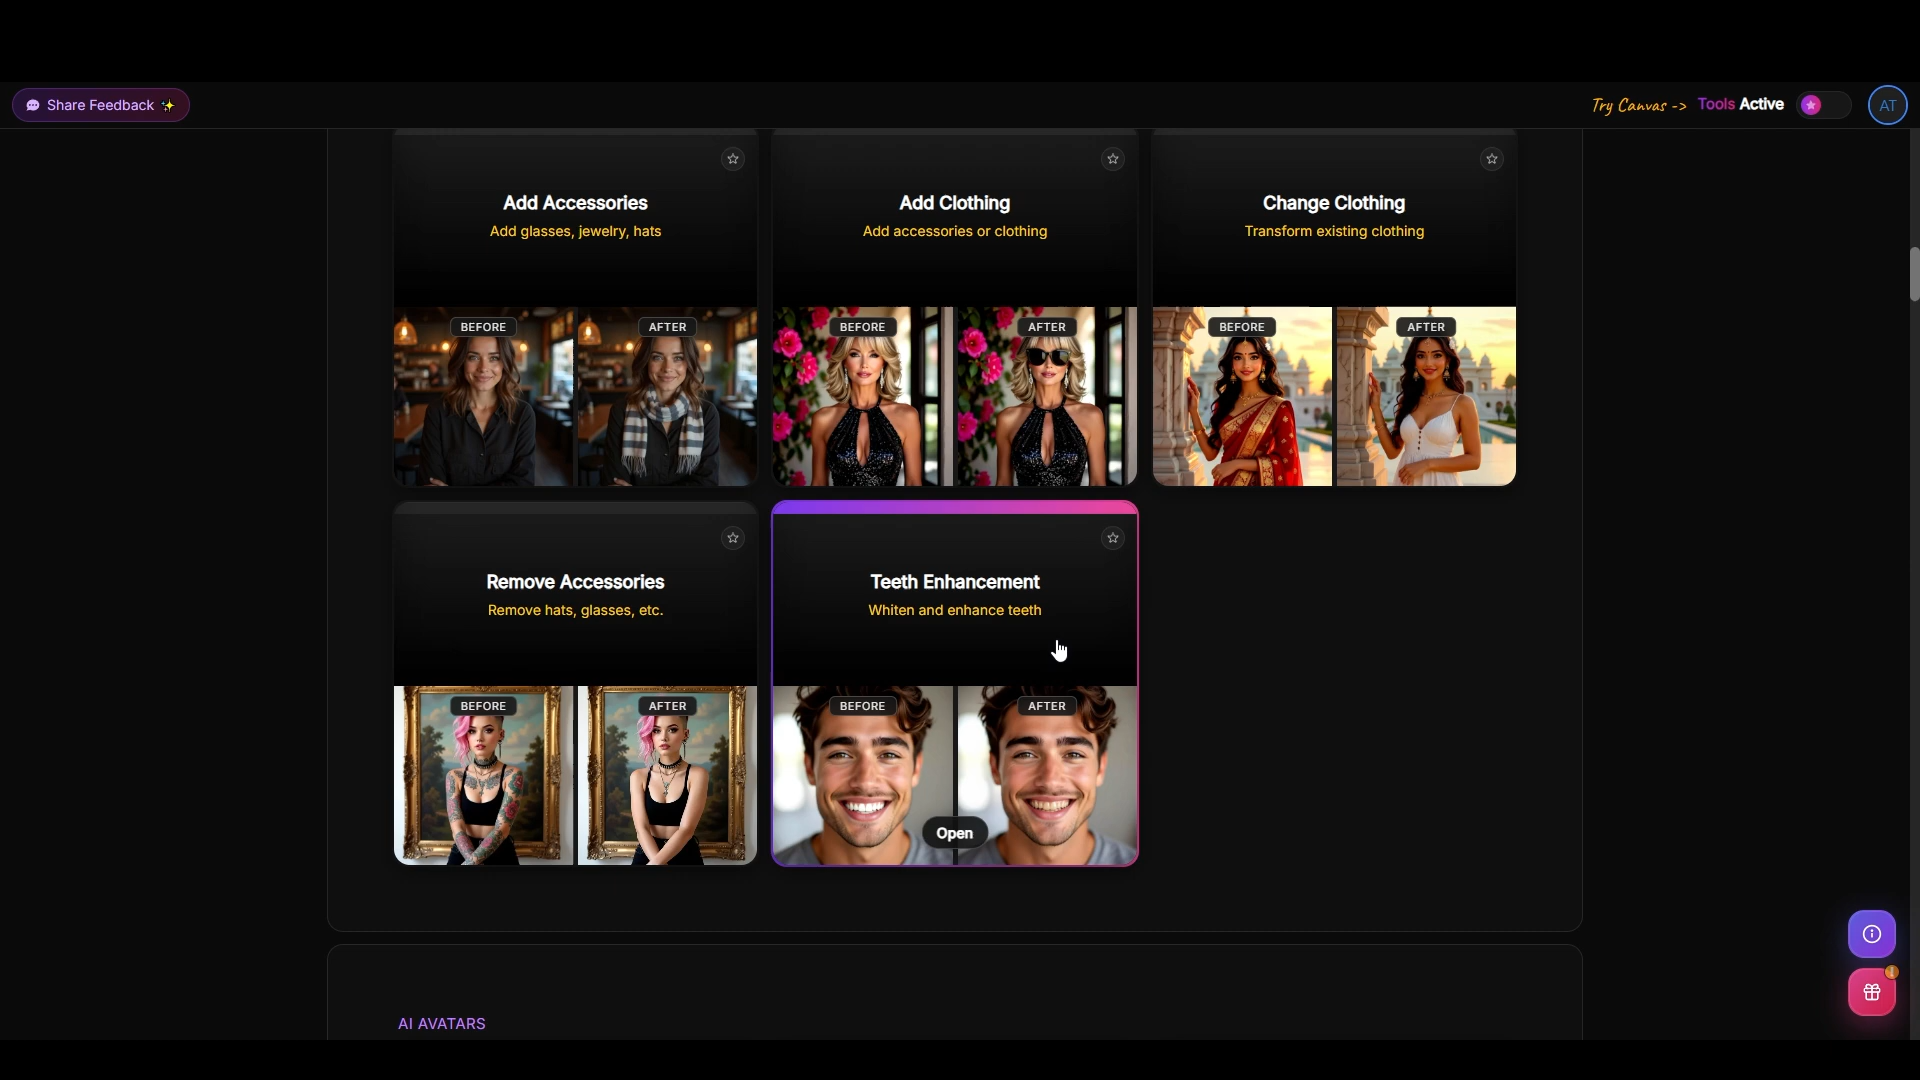 Share Feedback ✨
Try Canvas ->
Tools Active
AT
Add Accessories
Add glasses, jewelry, hats
BEFORE
AFTER
Add Clothing
Add accessories or clothing
BEFORE
AFTER
Change Clothing
Transform existing clothing
BEFORE
AFTER
Remove Accessories
Remove hats, glasses, etc.
BEFORE
AFTER
Teeth Enhancement
Whiten and enhance teeth
BEFORE
AFTER
Open
AI AVATARS